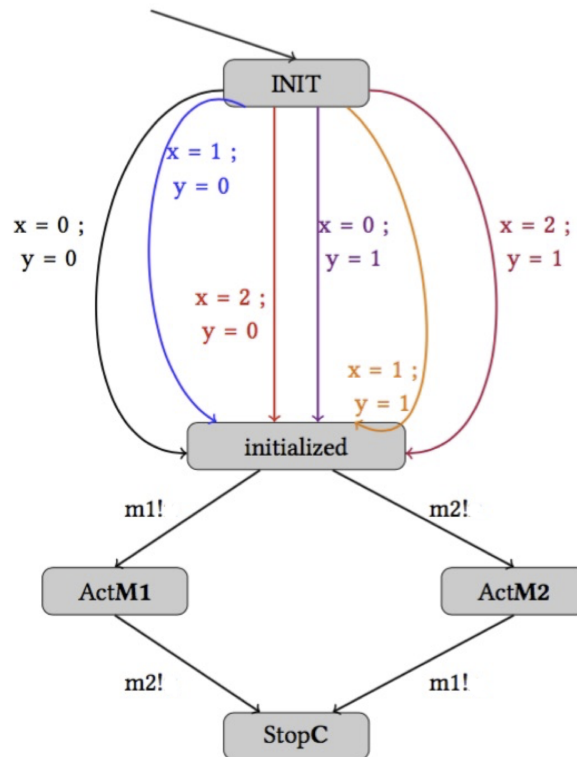 INIT
x = 1 ;
y = 0
x = 0 ;
y = 0
x = 0 ;
y = 1
x = 2 ;
y = 1
x = 2 ;
y = 0
x = 1 ;
y = 1
initialized
m1!
m2!
ActM1
ActM2
m2!
m1!
StopC